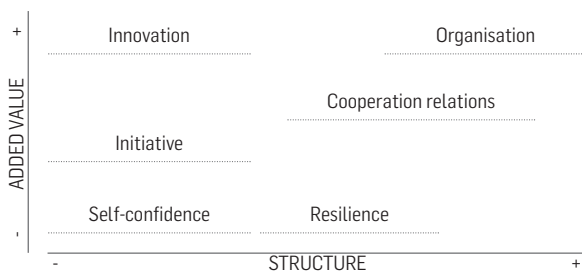 +
Innovation
Organisation
Cooperation relations
Initiative
Self-confidence
Resilience
ADDED VALUE
-
-
STRUCTURE
+